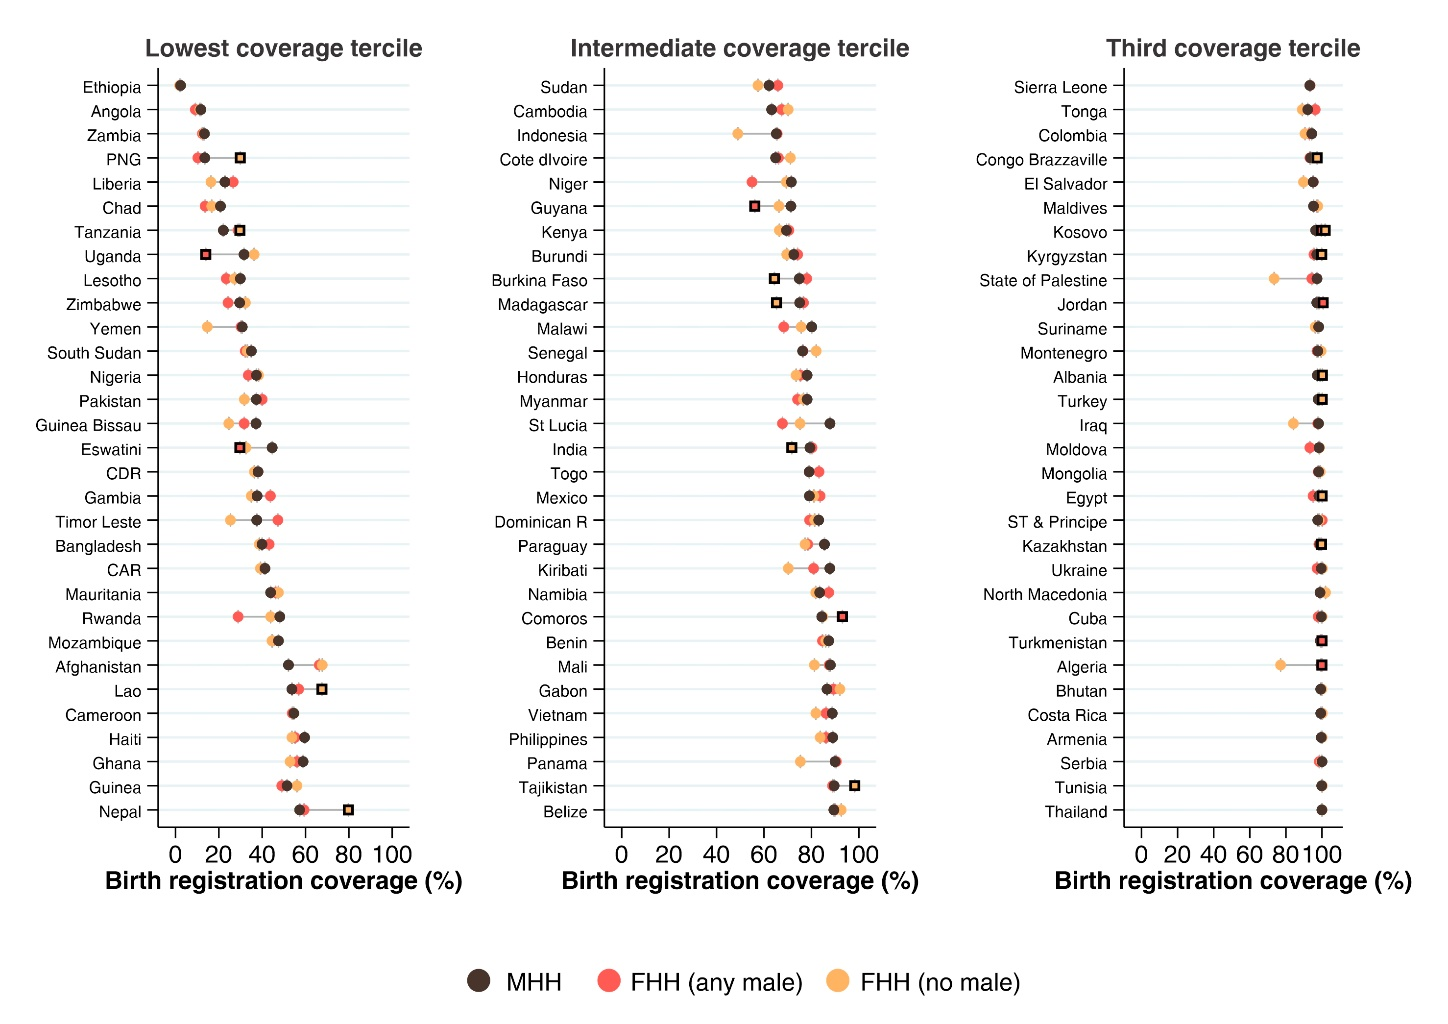 Lowest coverage tercile
Ethiopia
Angola
Zambia
PNG
Liberia
Chad
Tanzania
Uganda
Lesotho
Zimbabwe
Yemen
South Sudan
Nigeria
Pakistan
Guinea Bissau
Eswatini
CDR
Gambia
Timor Leste
Bangladesh
CAR
Mauritania
Rwanda
Mozambique
Afghanistan
Lao
Cameroon
Haiti
Ghana
Guinea
Nepal
0 20 40 60 80 100
Birth registration coverage (%)
Intermediate coverage tercile
Sudan
Cambodia
Indonesia
Cote dIvoire
Niger
Guyana
Kenya
Burundi
Burkina Faso
Madagascar
Malawi
Senegal
Honduras
Myanmar
St Lucia
India
Togo
Mexico
Dominican R
Paraguay
Kiribati
Namibia
Comoros
Benin
Mali
Gabon
Vietnam
Philippines
Panama
Tajikistan
Belize
0 20 40 60 80 100
Birth registration coverage (%)
Third coverage tercile
Sierra Leone
Tonga
Colombia
Congo Brazzaville
El Salvador
Maldives
Kosovo
Kyrgyzstan
State of Palestine
Jordan
Suriname
Montenegro
Albania
Turkey
Iraq
Moldova
Mongolia
Egypt
ST & Principe
Kazakhstan
Ukraine
North Macedonia
Cuba
Turkmenistan
Algeria
Bhutan
Costa Rica
Armenia
Serbia
Tunisia
Thailand
0 20 40 60 80 100
Birth registration coverage (%)
MHH FHH (any male) FHH (no male)